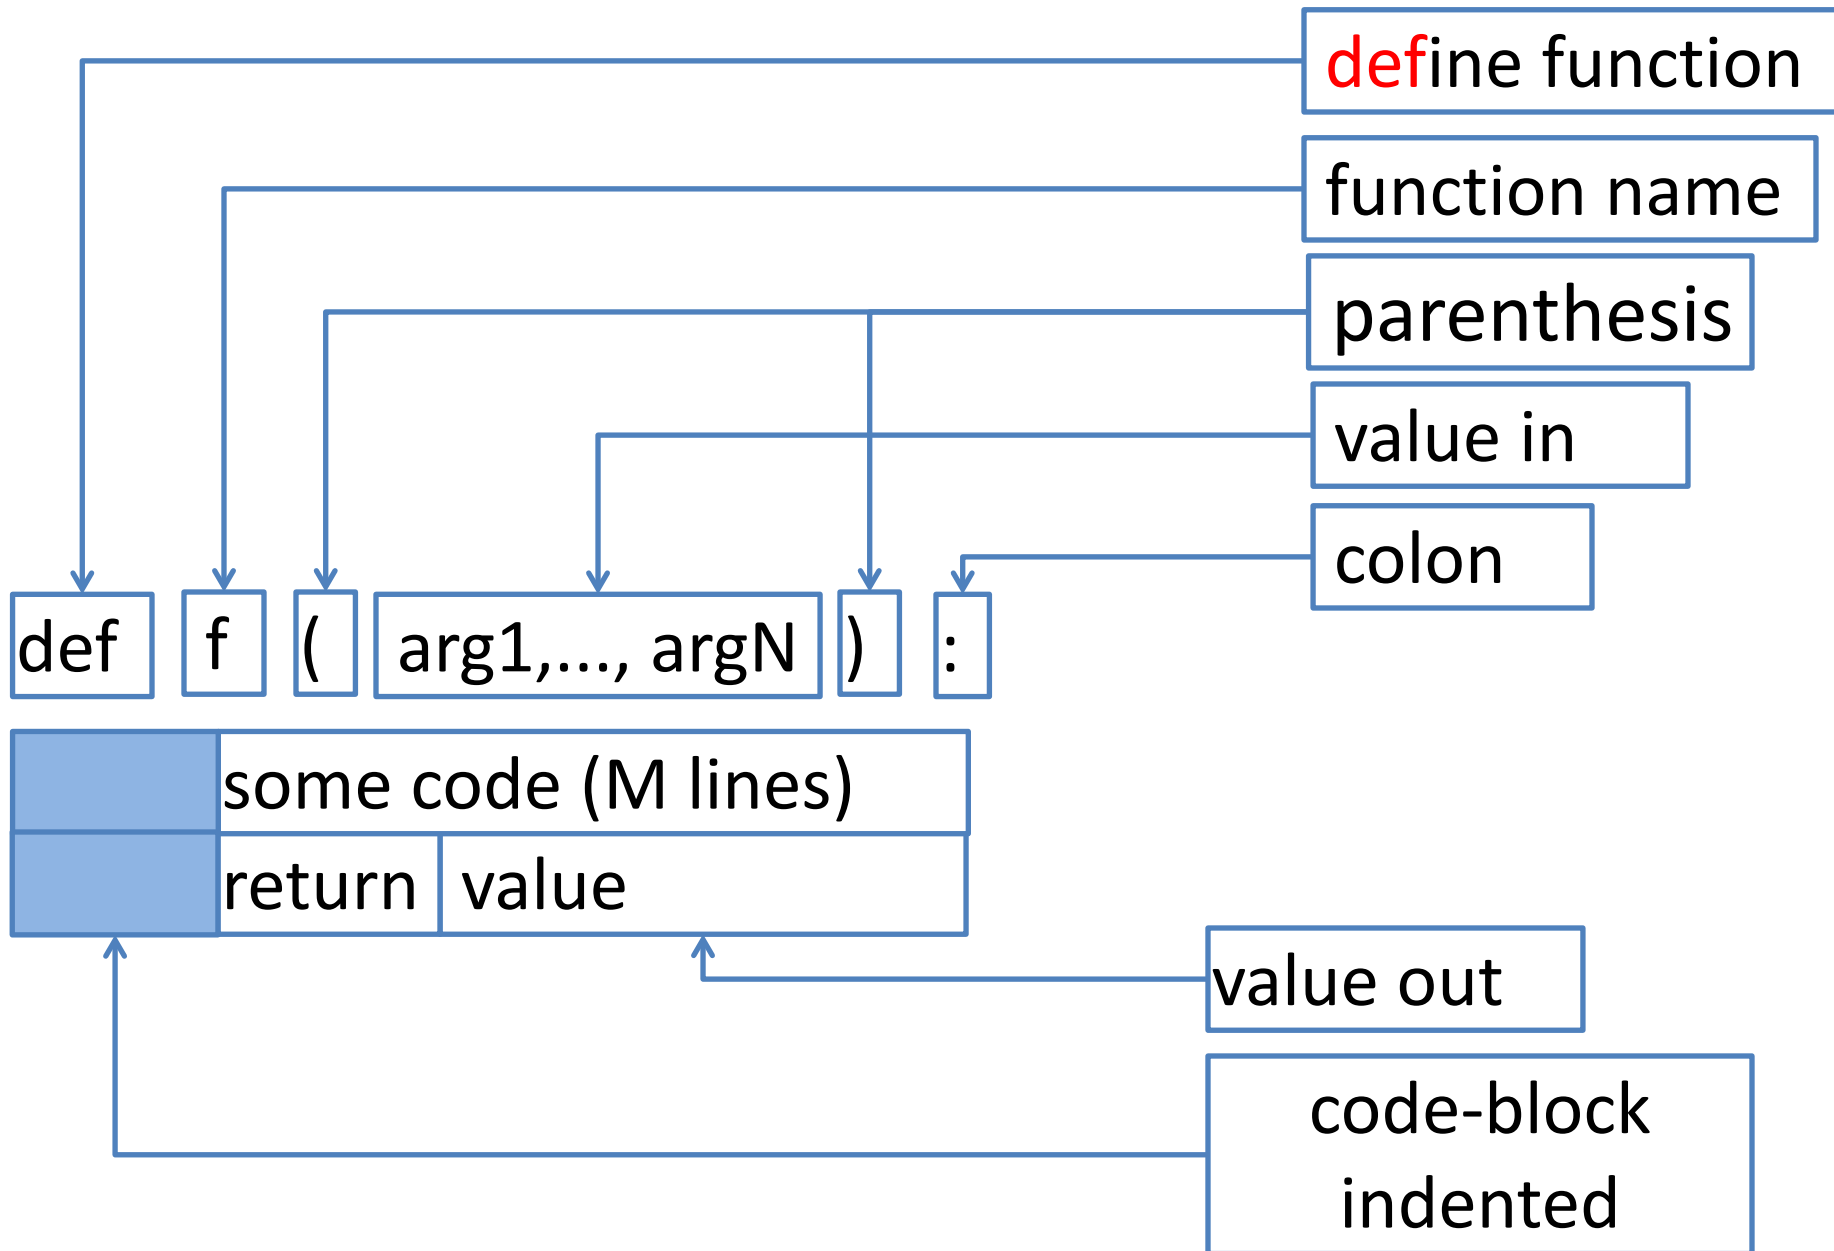 define function
function name
parenthesis
value in
colon
def f ( arg1,..., argN ) :
some code (M lines)
return value
value out
code-block
indented